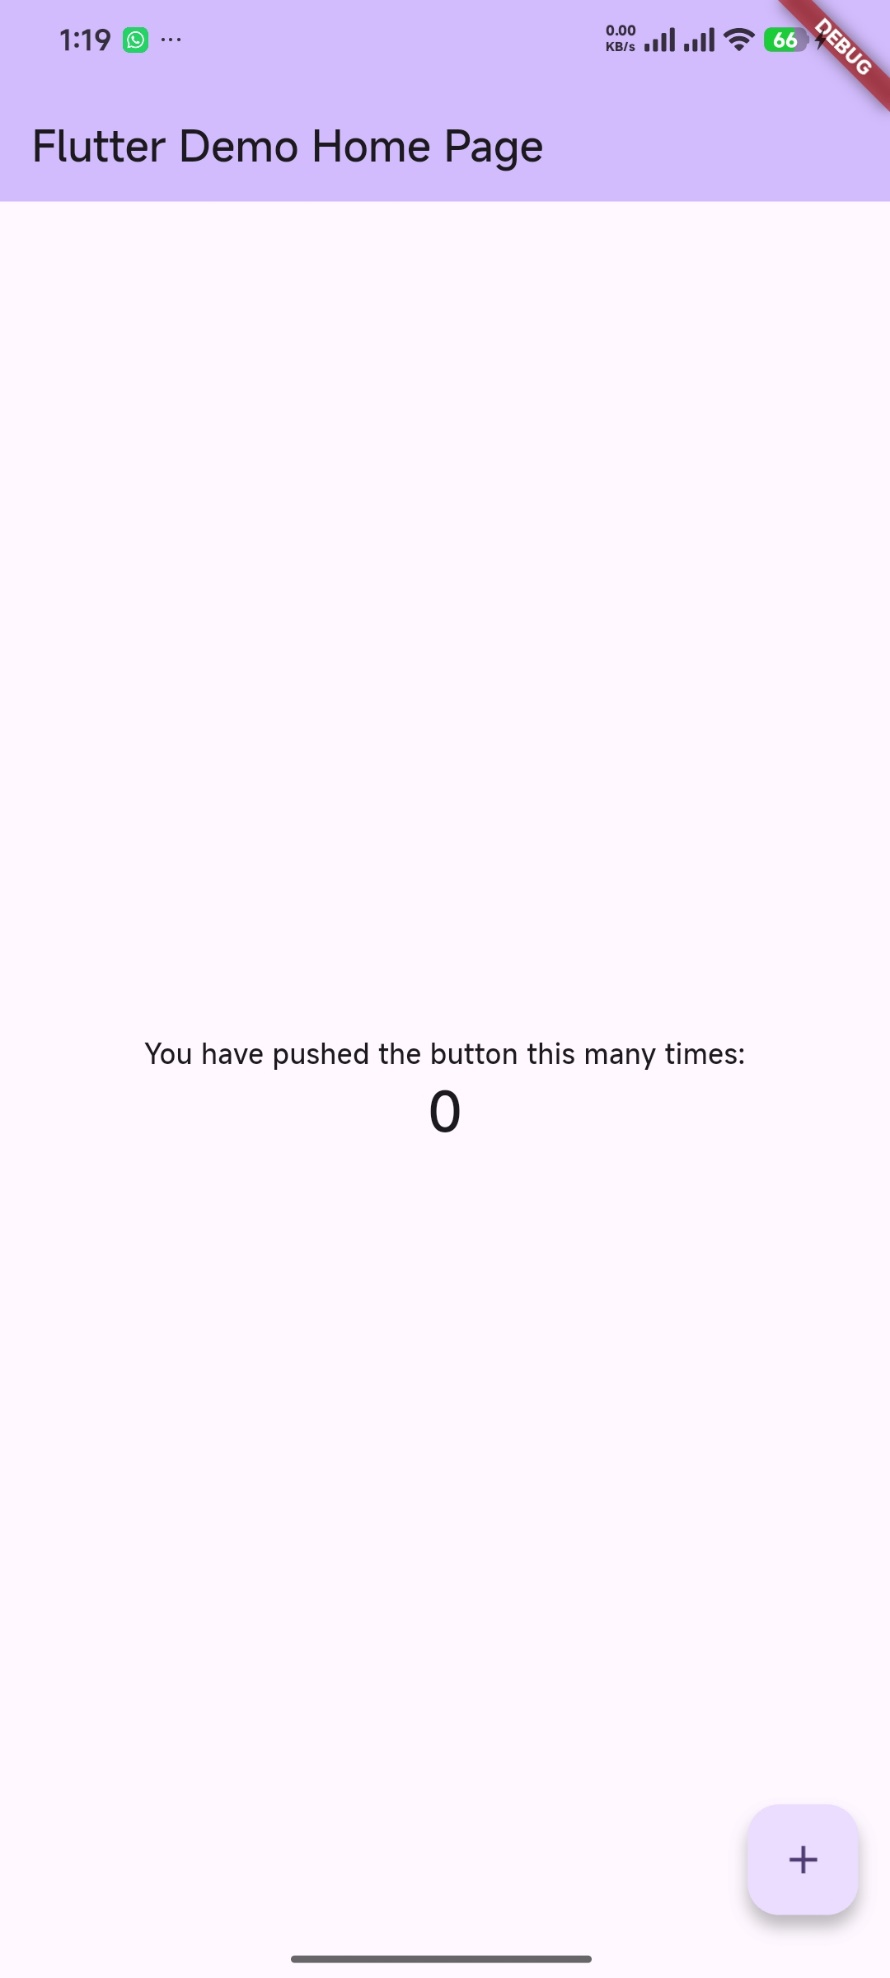 1:19 ...
0.00
KB/s
66
DEBUG
Flutter Demo Home Page
You have pushed the button this many times:
0
+